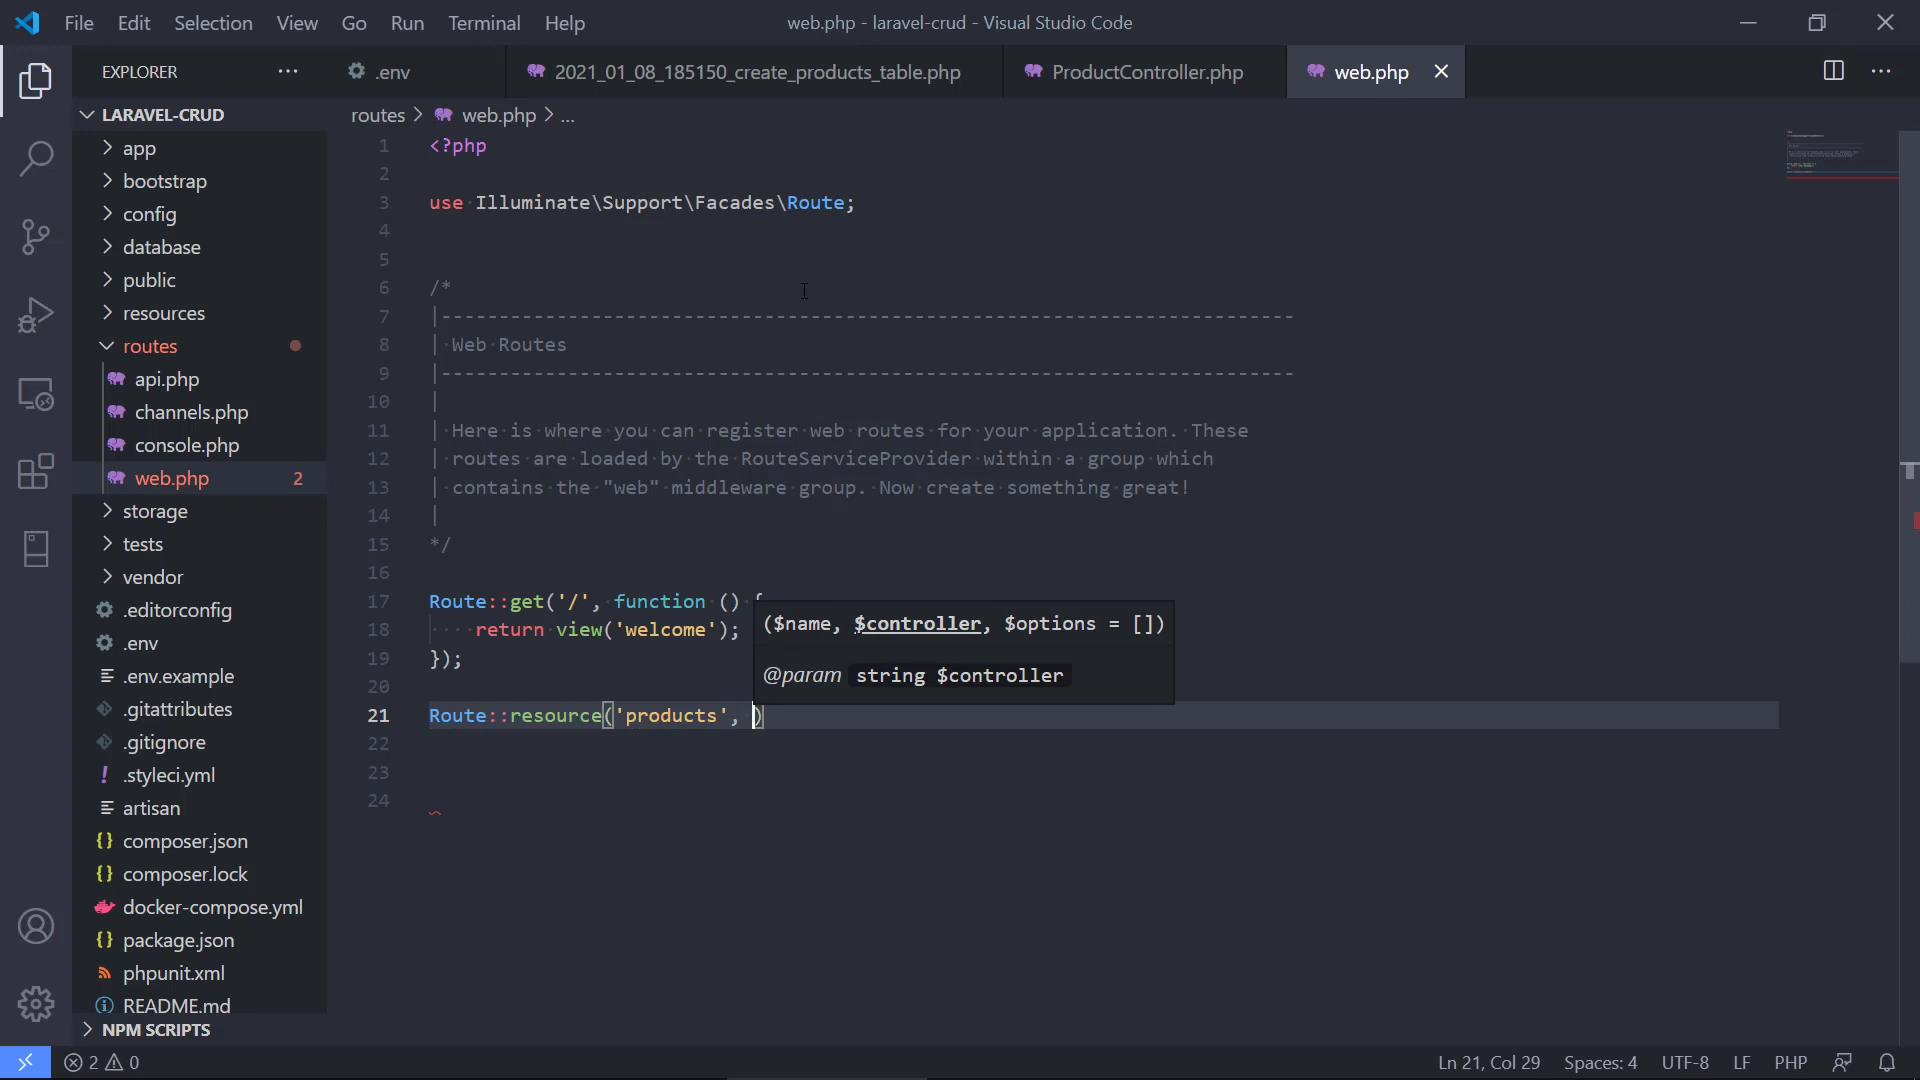 File Edit Selection View Go Run Terminal Help
web.php - laravel-crud - Visual Studio Code
EXPLORER
.env
2021_01_08_185150_create_products_table.php
ProductController.php
web.php
LARAVEL-CRUD
app
bootstrap
config
database
public
resources
routes
api.php
channels.php
console.php
web.php 2
storage
tests
vendor
.editorconfig
.env
.env.example
.gitattributes
.gitignore
.styleci.yml
artisan
composer.json
composer.lock
docker-compose.yml
package.json
phpunit.xml
README.md
NPM SCRIPTS
routes > web.php > ...
1 <?php
2
3 use Illuminate\Support\Facades\Route;
4
5
6 /*
7 |--------------------------------------------------------------------------
8 | Web Routes
9 |--------------------------------------------------------------------------
10 |
11 | Here is where you can register web routes for your application. These
12 | routes are loaded by the RouteServiceProvider within a group which
13 | contains the "web" middleware group. Now create something great!
14 |
15 */
16
17 Route::get('/', function () {
18 return view('welcome');
19 });
20
21 Route::resource('products', )
22
23
24
($name, $controller, $options = [])
@param string $controller
2 0
Ln 21, Col 29 Spaces: 4 UTF-8 LF PHP